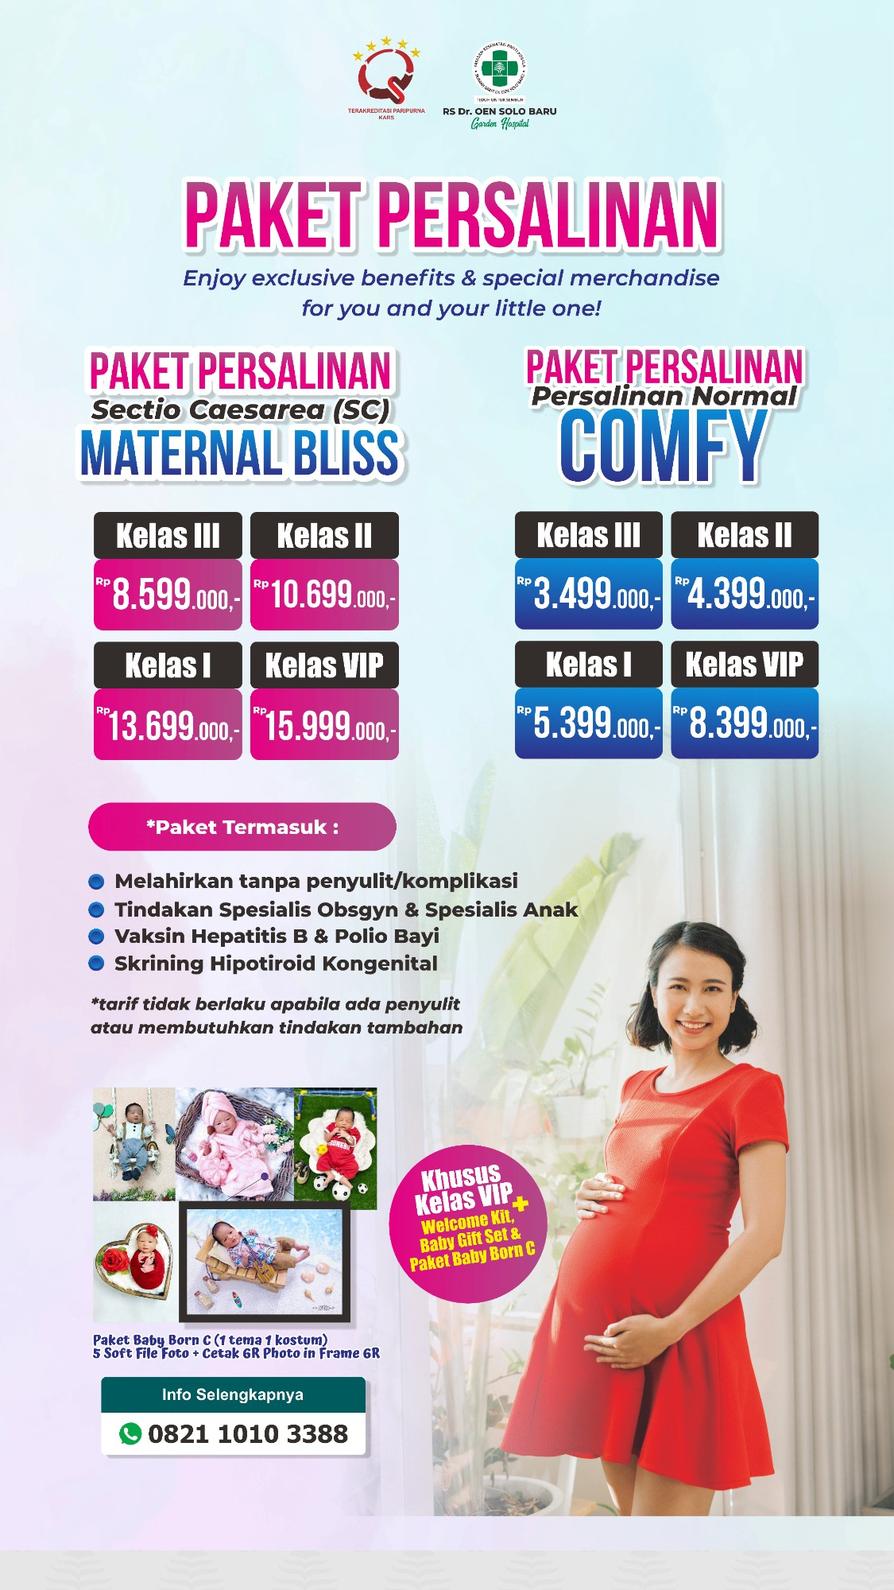 TERAKREDITASI PARIPURNA
KARS
RS Dr. OEN SOLO BARU
Garden Hospital
PAKET PERSALINAN
Enjoy exclusive benefits & special merchandise
for you and your little one!
PAKET PERSALINAN
Sectio Caesarea (SC)
MATERNAL BLISS
Kelas III
Rp 8.599.000,-
Kelas II
Rp 10.699.000,-
Kelas I
Rp 13.699.000,-
Kelas VIP
Rp 15.999.000,-
PAKET PERSALINAN
Persalinan Normal
COMFY
Kelas III
Rp 3.499.000,-
Kelas II
Rp 4.399.000,-
Kelas I
Rp 5.399.000,-
Kelas VIP
Rp 8.399.000,-
*Paket Termasuk :
Melahirkan tanpa penyulit/komplikasi
Tindakan Spesialis Obsgyn & Spesialis Anak
Vaksin Hepatitis B & Polio Bayi
Skrining Hipotiroid Kongenital
*tarif tidak berlaku apabila ada penyulit
atau membutuhkan tindakan tambahan
Khusus
Kelas VIP
+
Welcome Kit,
Baby Gift Set &
Paket Baby Born C
Paket Baby Born C (1 tema 1 kostum)
5 Soft File Foto + Cetak 6R Photo in Frame 6R
Info Selengkapnya
0821 1010 3388